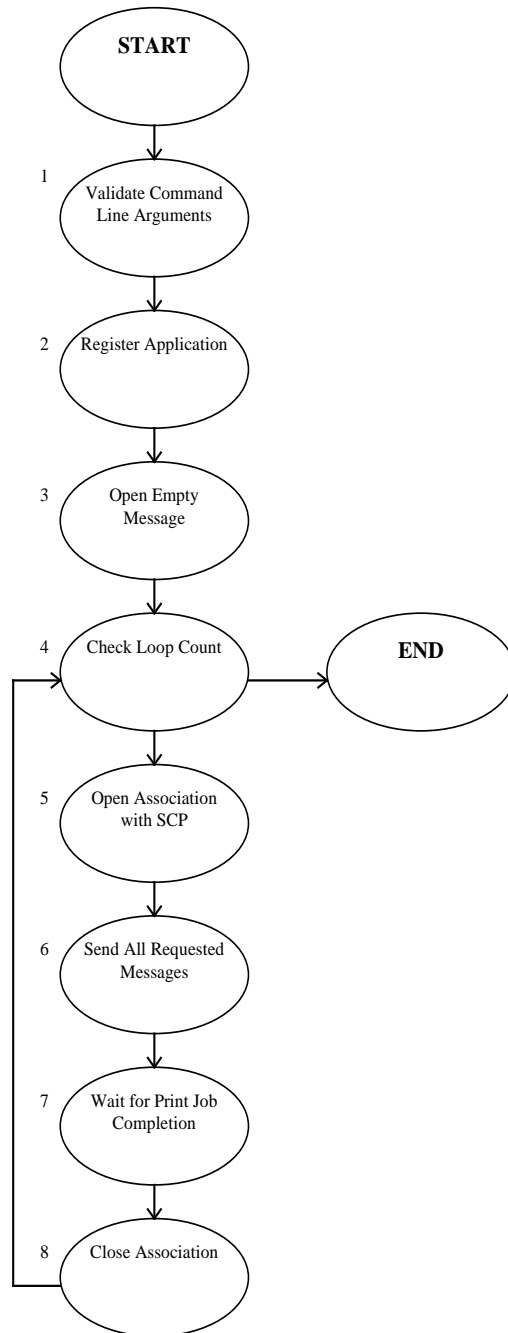 START
1
Validate Command
Line Arguments
2
Register Application
3
Open Empty
Message
4
Check Loop Count
END
5
Open Association
with SCP
6
Send All Requested
Messages
7
Wait for Print Job
Completion
8
Close Association